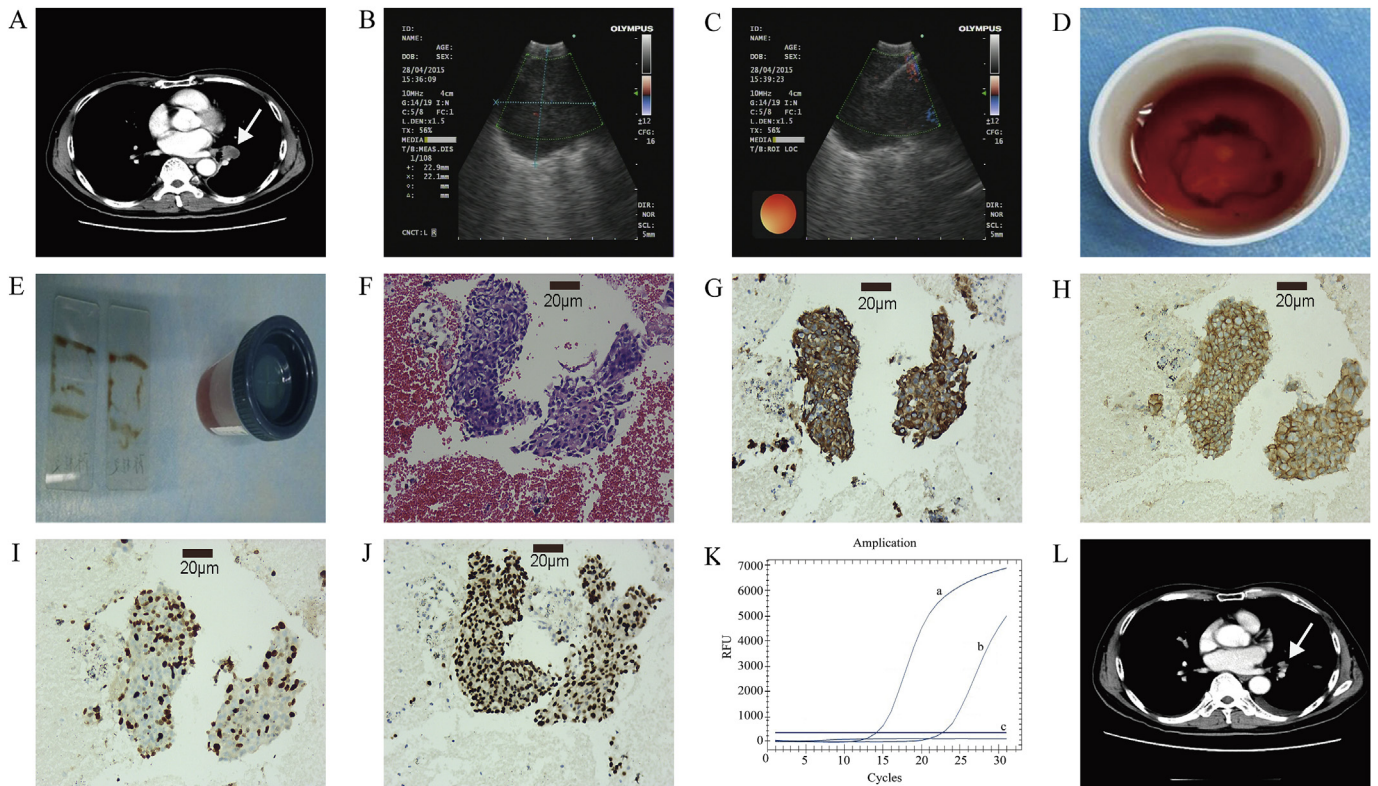 A
B
ID:
NAME:
AGE:
DOB: SEX:
28/04/2015
15:36:09
10MHz 4cm
G:14/19 I:N
C:5/8 FC:1
L.DEN:x1.5
TX: 56%
MEDIA:
T/B:MEAS.DIS
1/108
+: 22.9mm
×: 22.1mm
◇: mm
△: mm
CNCT:L R
OLYMPUS
±12
CFG:
16
DIR:
NOR
SCL:
5mm
C
ID:
NAME:
AGE:
DOB: SEX:
28/04/2015
15:39:23
10MHz 4cm
G:14/19 I:N
C:5/8 FC:1
L.DEN:x1.5
TX: 56%
MEDIA:
T/B:ROI LOC
OLYMPUS
±12
CFG:
16
DIR:
NOR
SCL:
5mm
D
E
F
20µm
G
20µm
H
20µm
I
20µm
J
20µm
K
Amplication
7000
6000
5000
4000
3000
2000
1000
0
RFU
a
b
c
0 5 10 15 20 25 30
Cycles
L